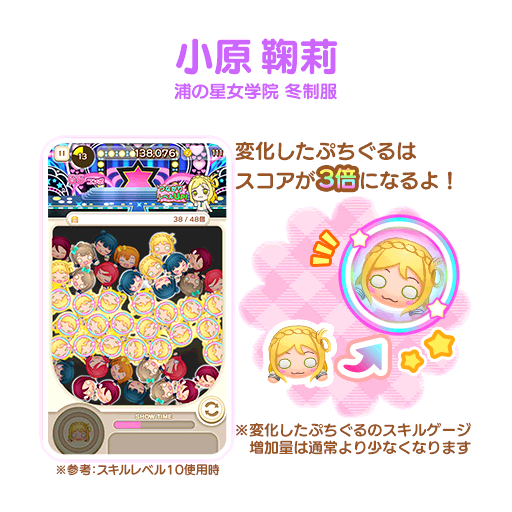 小原 鞠莉
浦の星女学院 冬制服
13
138,076
38 / 48個
SHOW TIME
変化したぷちぐるは
スコアが3倍になるよ！
※変化したぷちぐるのスキルゲージ
増加量は通常より少なくなります
※参考：スキルレベル10使用時